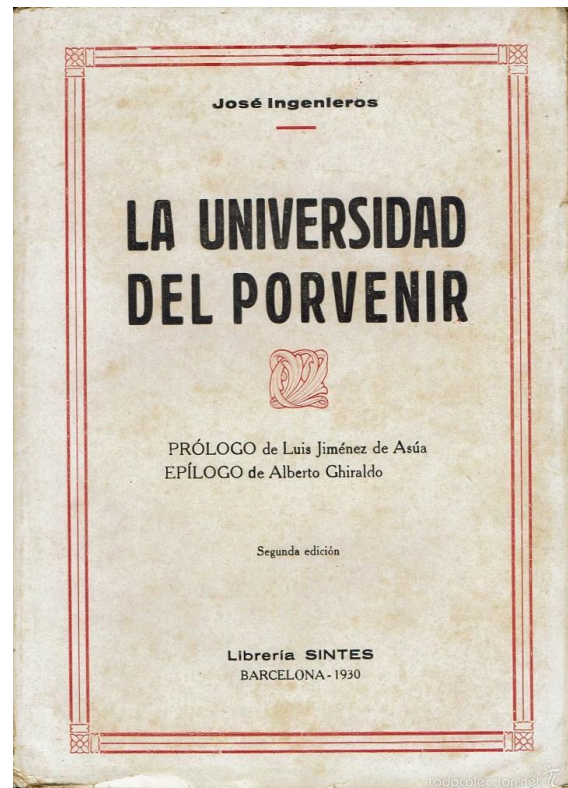 José Ingenieros
LA UNIVERSIDAD
DEL PORVENIR
PRÓLOGO de Luis Jiménez de Asúa
EPÍLOGO de Alberto Ghiraldo
Segunda edición
Librería SINTES
BARCELONA - 1930
todocoleccion.net